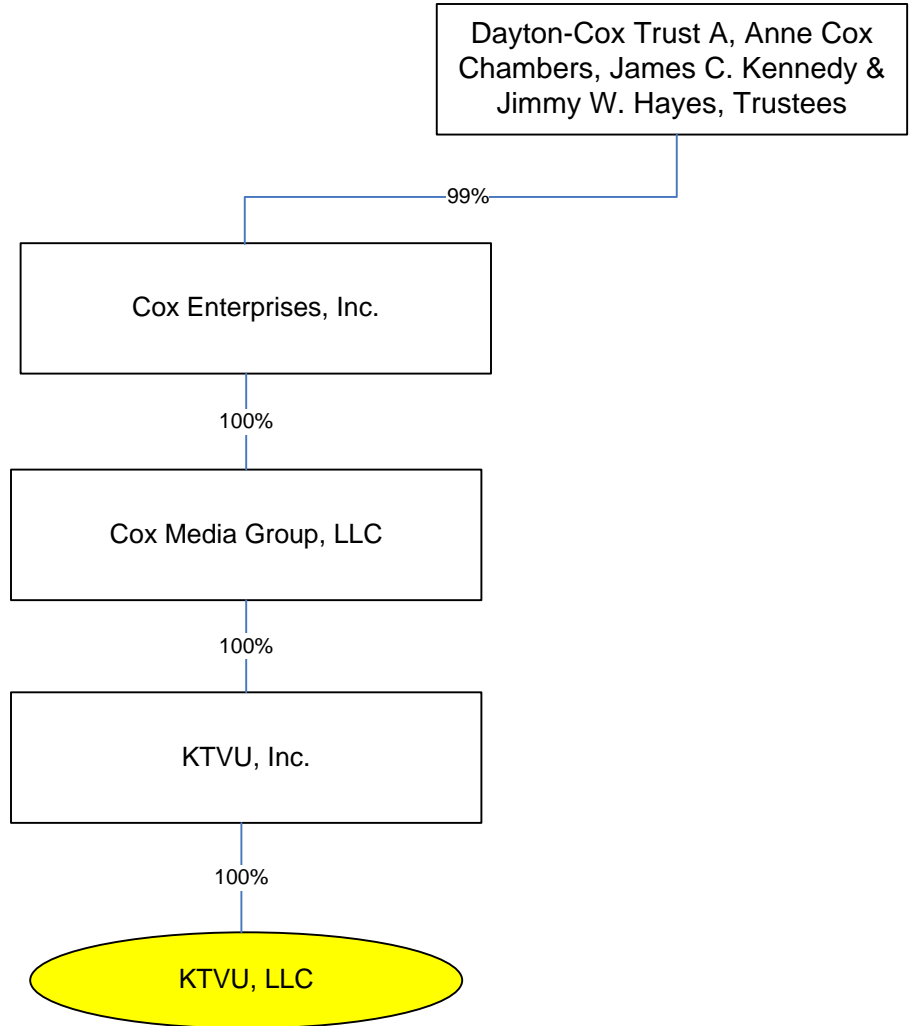 Dayton-Cox Trust A, Anne Cox
Chambers, James C. Kennedy &
Jimmy W. Hayes, Trustees
99%
Cox Enterprises, Inc.
100%
Cox Media Group, LLC
100%
KTVU, Inc.
100%
KTVU, LLC